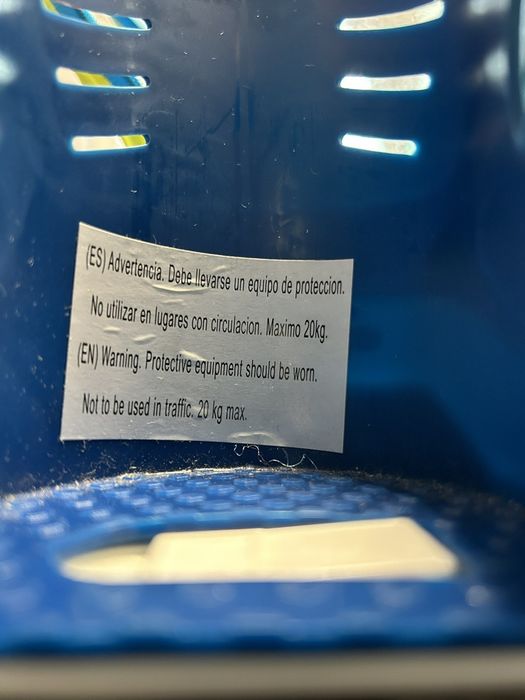 (ES) Advertencia. Debe llevarse un equipo de proteccion.
No utilizar en lugares con circulacion. Maximo 20kg.
(EN) Warning. Protective equipment should be worn.
Not to be used in traffic. 20 kg max.